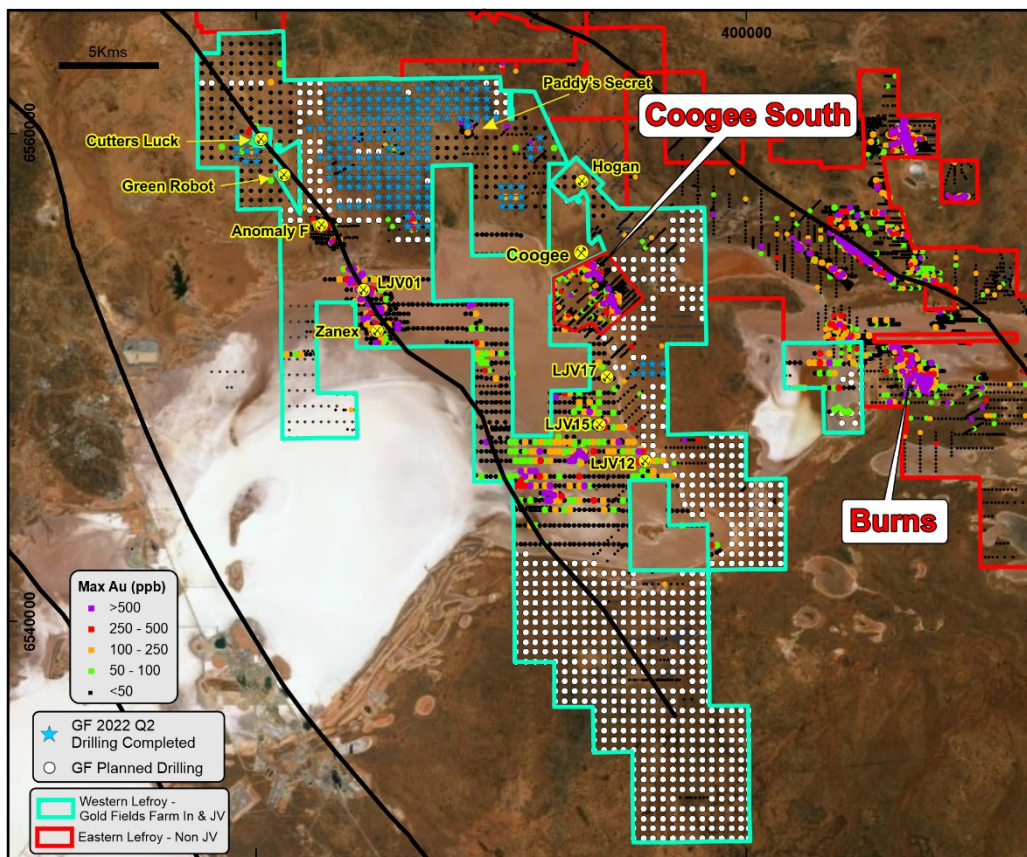 400000
5Kms
Paddy's Secret
Coogee South
6560000
Cutters Luck
Hogan
Green Robot
Anomaly F
Coogee
LJV01
Zanex
LJV17
LJV15
LJV12
Burns
6540000
Max Au (ppb)
>500
250 - 500
100 - 250
50 - 100
<50
GF 2022 Q2
Drilling Completed
GF Planned Drilling
Western Lefroy -
Gold Fields Farm In & JV
Eastern Lefroy - Non JV